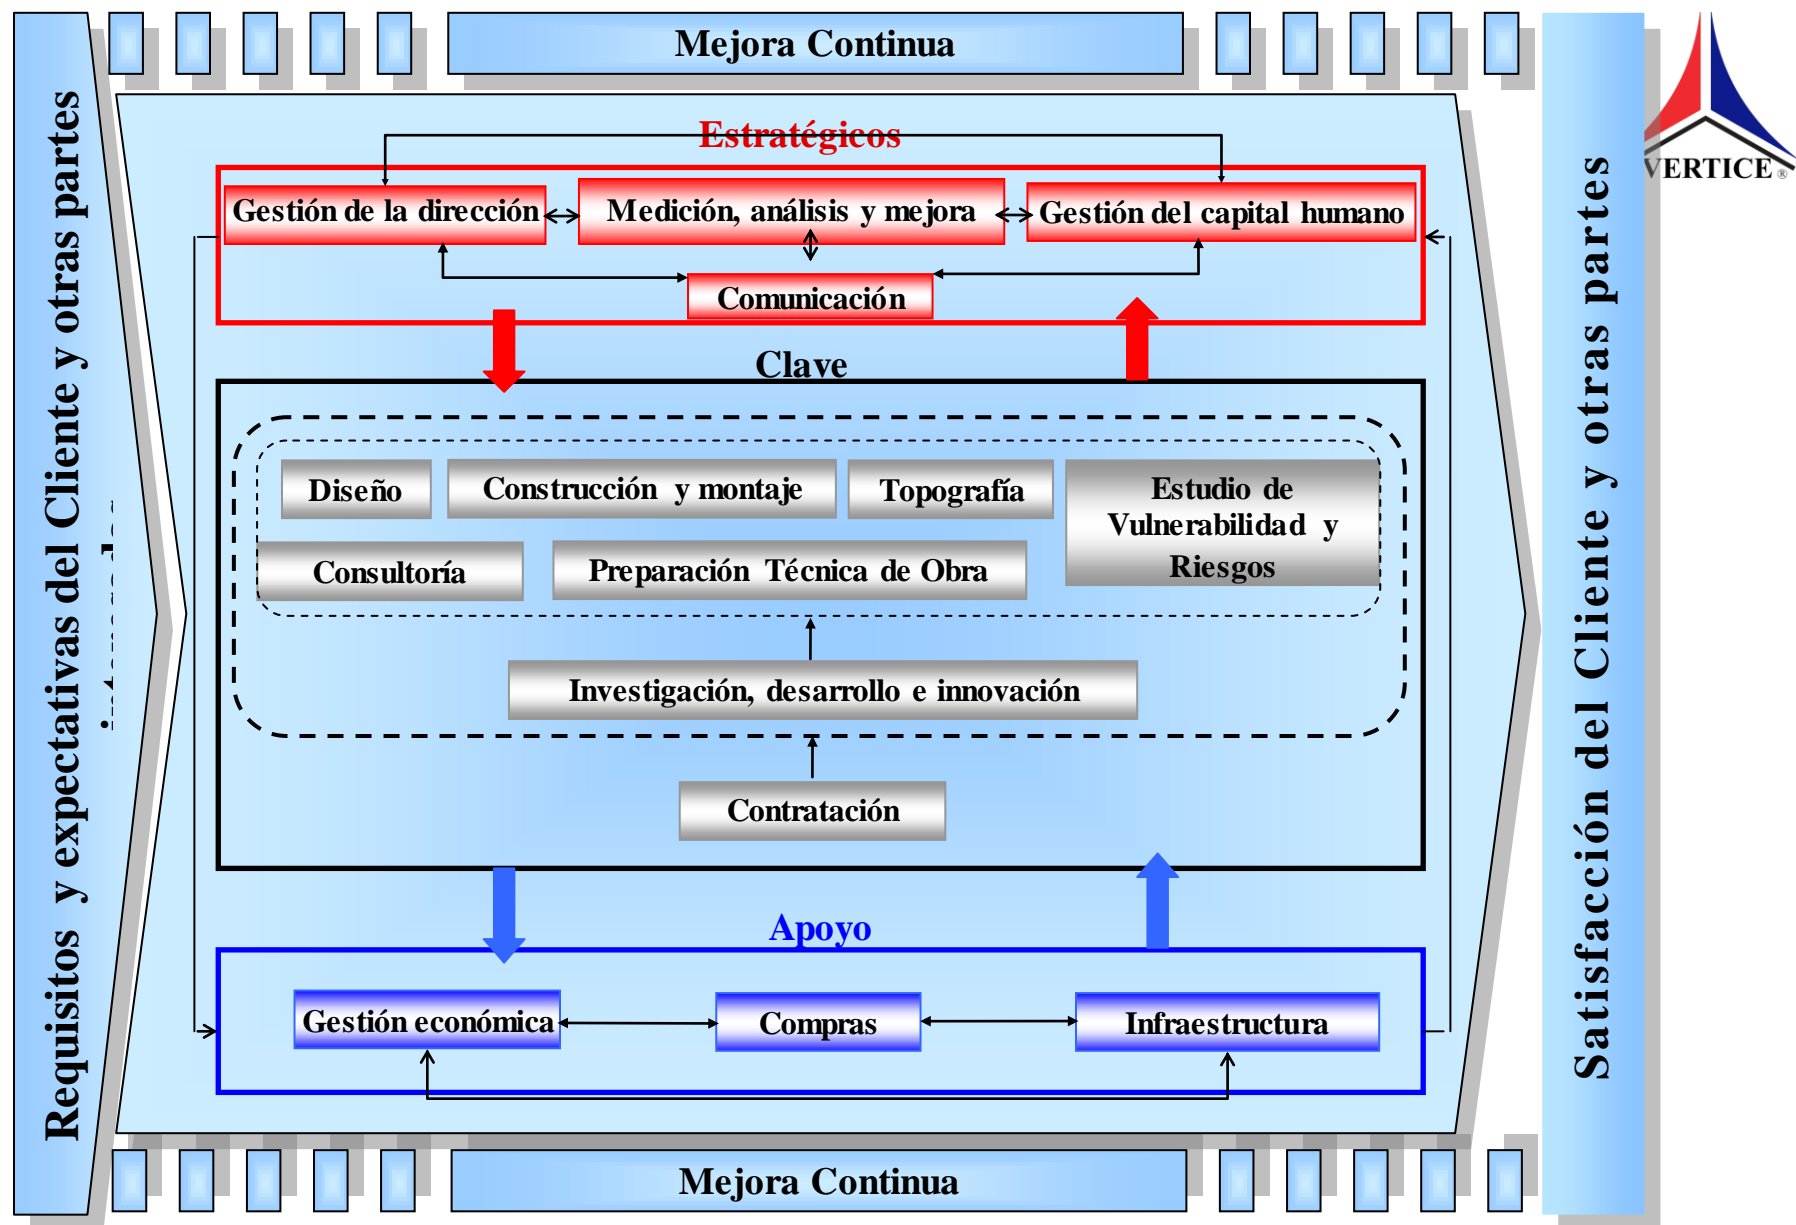 Mejora Continua
VERTICE ®
Requisitos y expectativas del Cliente y otras partes
Estratégicos
Gestión de la dirección
Medición, análisis y mejora
Gestión del capital humano
Comunicación
Clave
Diseño
Construcción y montaje
Topografía
Estudio de
Vulnerabilidad y
Riesgos
Consultoría
Preparación Técnica de Obra
Investigación, desarrollo e innovación
Contratación
Apoyo
Gestión económica
Compras
Infraestructura
Satisfacción del Cliente y otras partes
Mejora Continua